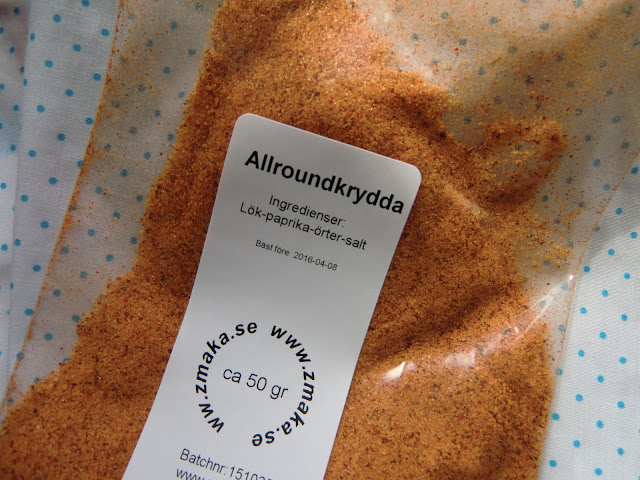 Allroundkrydda
Ingredienser:
Lök-paprika-örter-salt
Bäst före: 2016-04-08
www.zmaka.se www.zmaka.se
ca 50 gr